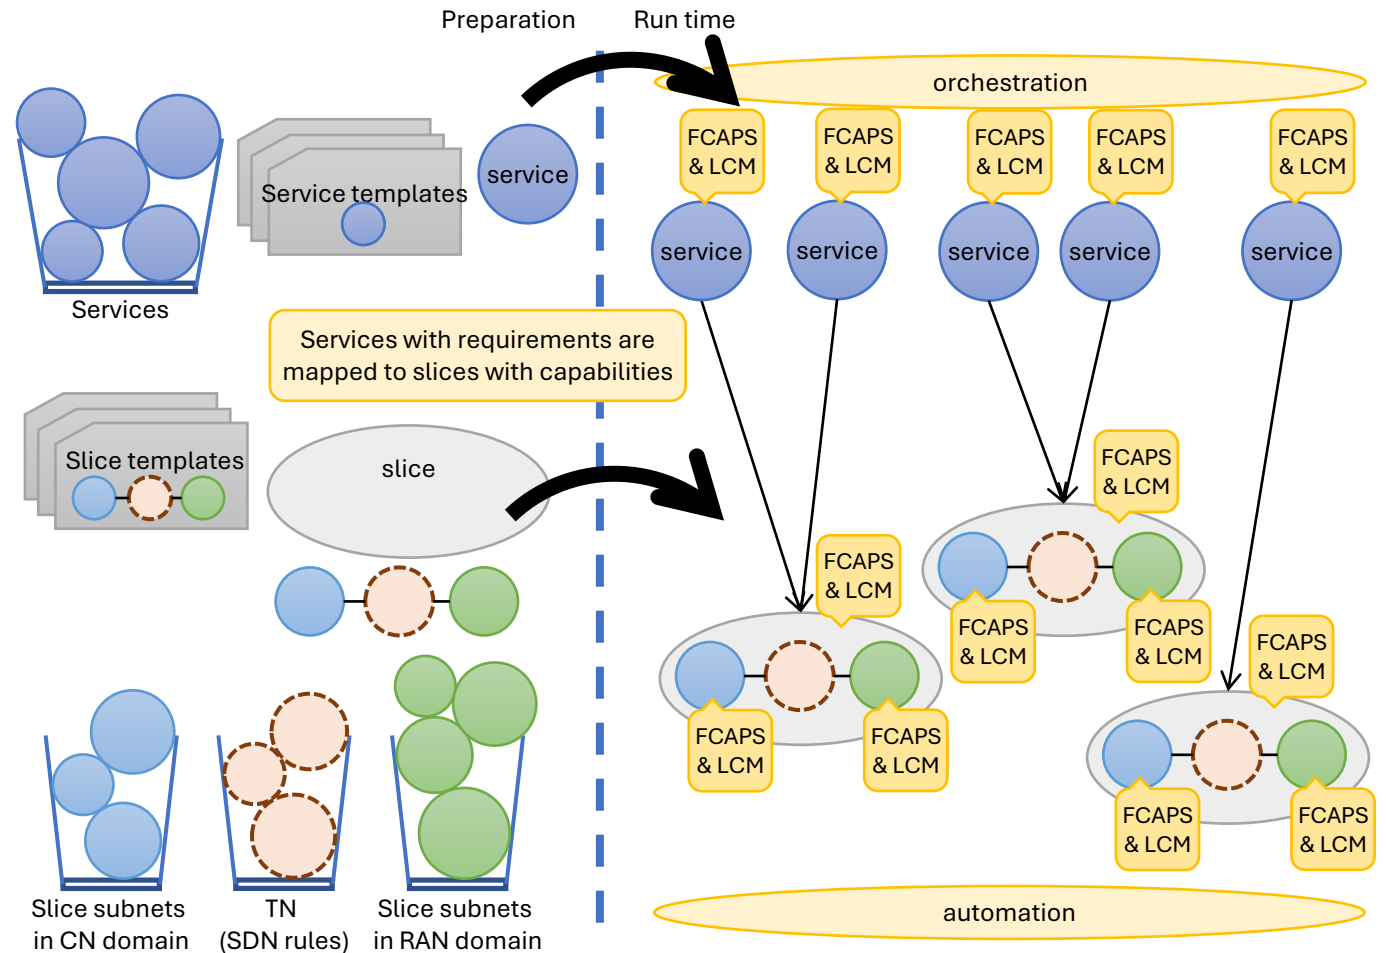 Preparation
Run time
orchestration
FCAPS
& LCM
FCAPS
& LCM
FCAPS
& LCM
FCAPS
& LCM
FCAPS
& LCM
Service templates
service
service
service
service
service
service
Services
Services with requirements are
mapped to slices with capabilities
Slice templates
slice
FCAPS
& LCM
FCAPS
& LCM
FCAPS
& LCM
FCAPS
& LCM
FCAPS
& LCM
FCAPS
& LCM
FCAPS
& LCM
FCAPS
& LCM
FCAPS
& LCM
Slice subnets
in CN domain
TN
(SDN rules)
Slice subnets
in RAN domain
automation